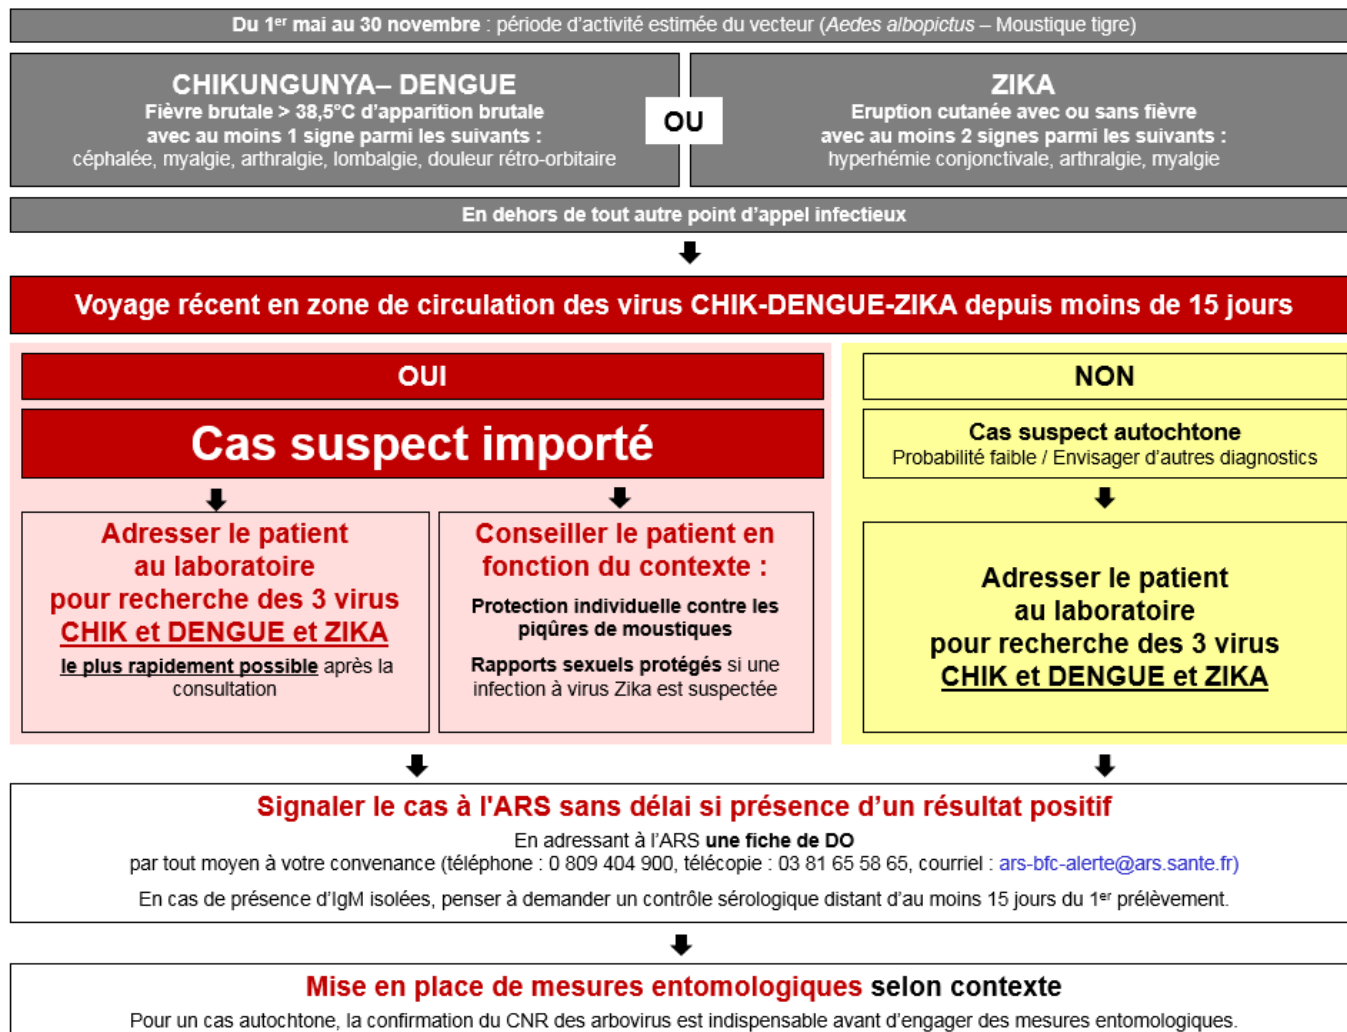 Du 1er mai au 30 novembre : période d'activité estimée du vecteur (Aedes albopictus – Moustique tigre)
CHIKUNGUNYA– DENGUE
Fièvre brutale > 38,5°C d'apparition brutale
avec au moins 1 signe parmi les suivants :
céphalée, myalgie, arthralgie, lombalgie, douleur rétro-orbitaire
OU
ZIKA
Eruption cutanée avec ou sans fièvre
avec au moins 2 signes parmi les suivants :
hyperhémie conjonctivale, arthralgie, myalgie
En dehors de tout autre point d'appel infectieux
Voyage récent en zone de circulation des virus CHIK-DENGUE-ZIKA depuis moins de 15 jours
OUI
Cas suspect importé
Adresser le patient
au laboratoire
pour recherche des 3 virus
CHIK et DENGUE et ZIKA
le plus rapidement possible après la
consultation
Conseiller le patient en
fonction du contexte :
Protection individuelle contre les
piqûres de moustiques
Rapports sexuels protégés si une
infection à virus Zika est suspectée
NON
Cas suspect autochtone
Probabilité faible / Envisager d'autres diagnostics
Adresser le patient
au laboratoire
pour recherche des 3 virus
CHIK et DENGUE et ZIKA
Signaler le cas à l'ARS sans délai si présence d'un résultat positif
En adressant à l'ARS une fiche de DO
par tout moyen à votre convenance (téléphone : 0 809 404 900, télécopie : 03 81 65 58 65, courriel : ars-bfc-alerte@ars.sante.fr)
En cas de présence d'IgM isolées, penser à demander un contrôle sérologique distant d'au moins 15 jours du 1er prélèvement.
Mise en place de mesures entomologiques selon contexte
Pour un cas autochtone, la confirmation du CNR des arbovirus est indispensable avant d'engager des mesures entomologiques.